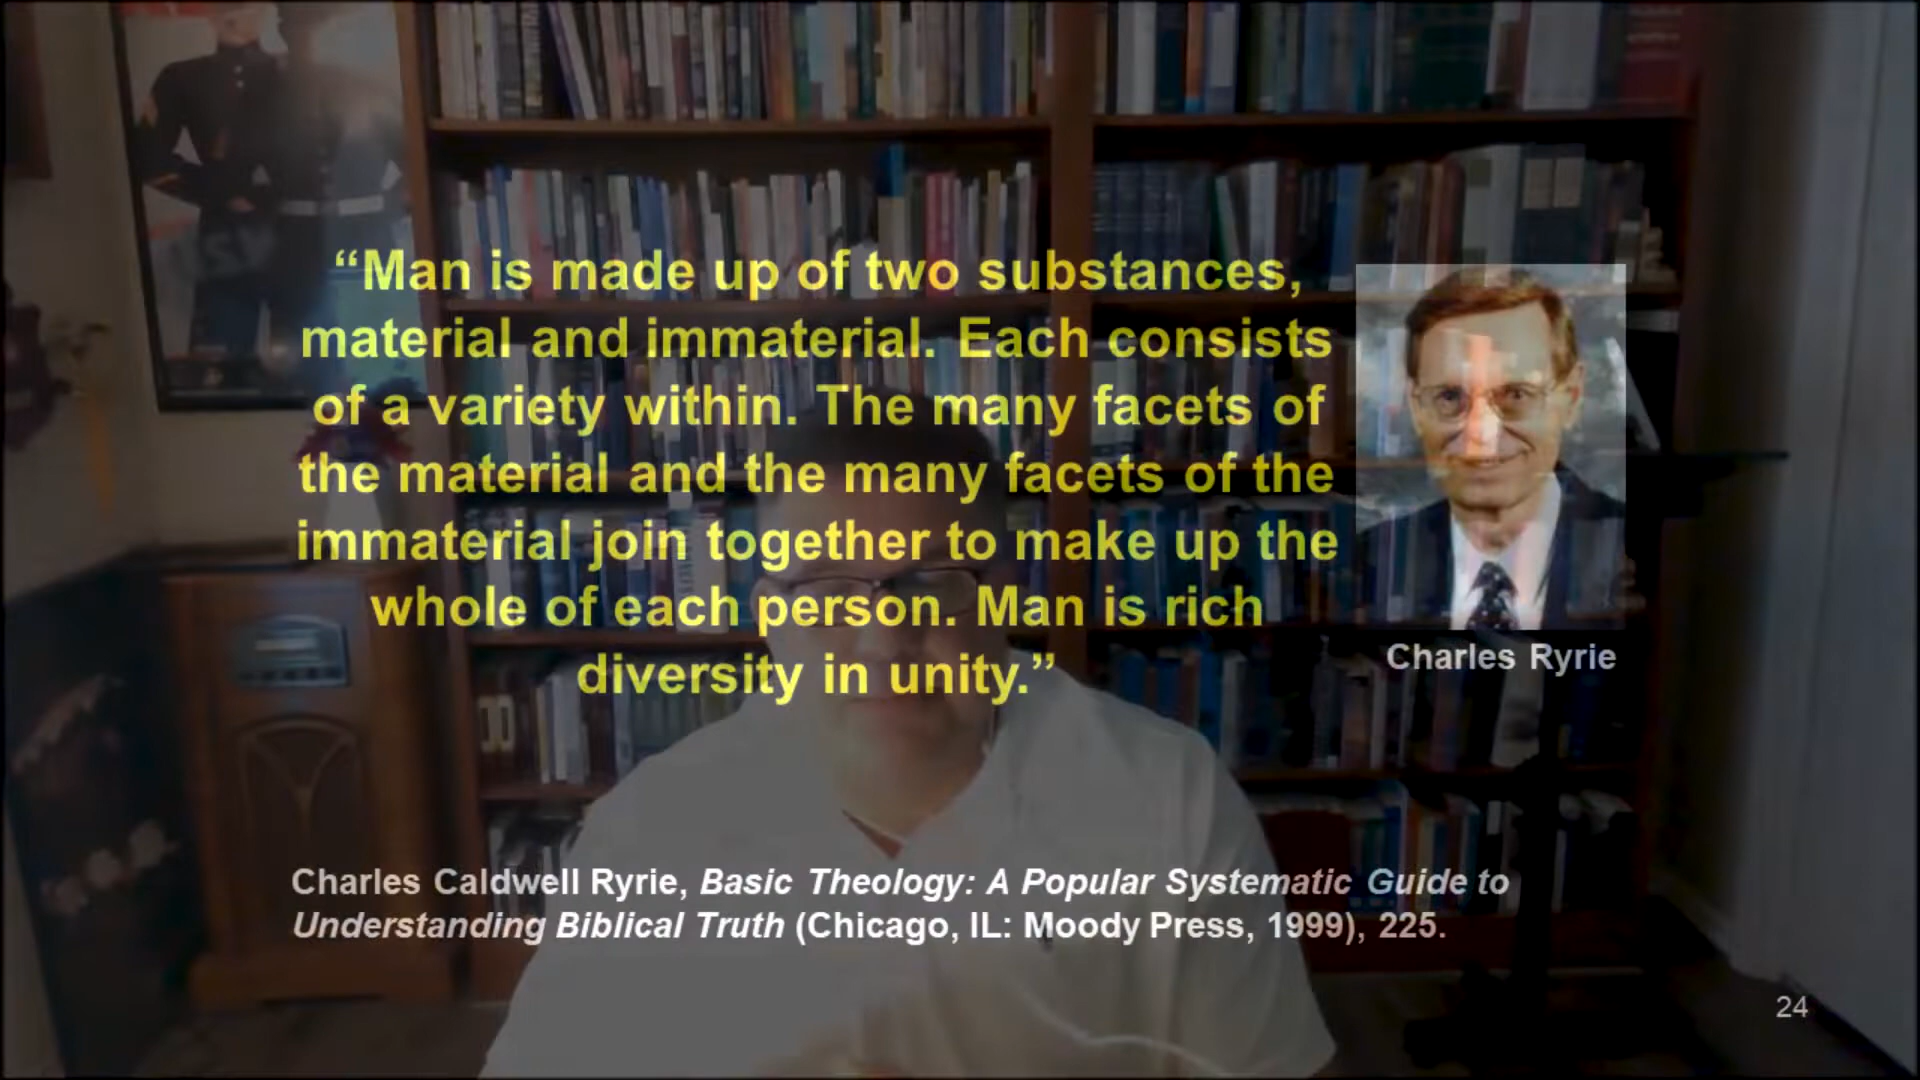 “Man is made up of two substances,
material and immaterial. Each consists
of a variety within. The many facets of
the material and the many facets of the
immaterial join together to make up the
whole of each person. Man is rich
diversity in unity.”
Charles Ryrie
Charles Caldwell Ryrie, Basic Theology: A Popular Systematic Guide to
Understanding Biblical Truth (Chicago, IL: Moody Press, 1999), 225.
24